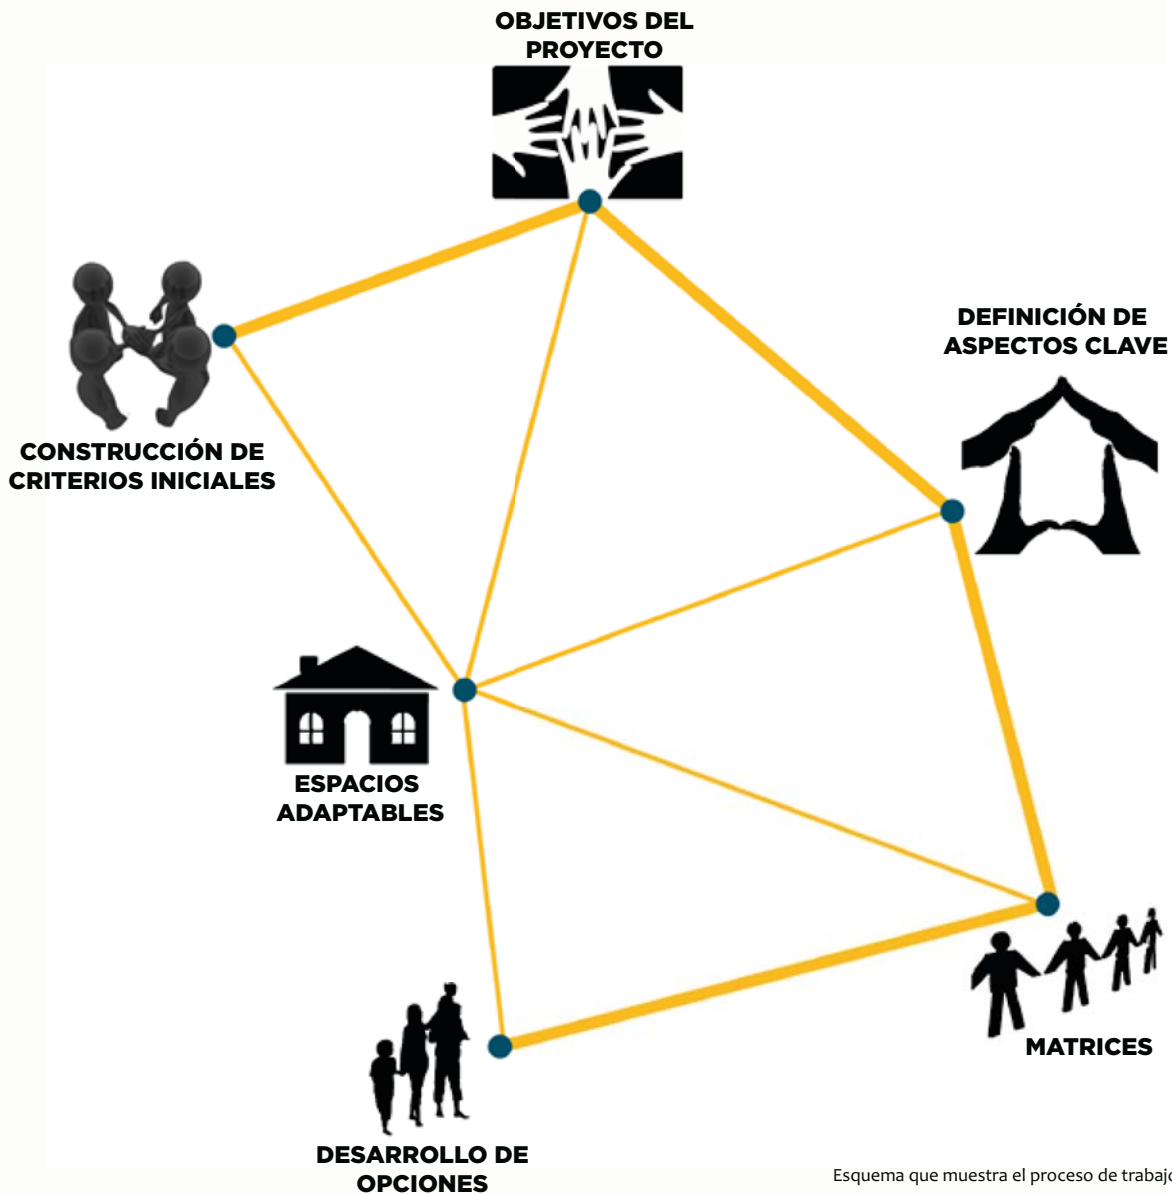 OBJETIVOS DEL
PROYECTO
DEFINICIÓN DE
ASPECTOS CLAVE
CONSTRUCCIÓN DE
CRITERIOS INICIALES
ESPACIOS
ADAPTABLES
MATRICES
DESARROLLO DE
OPCIONES
Esquema que muestra el proceso de trabajo